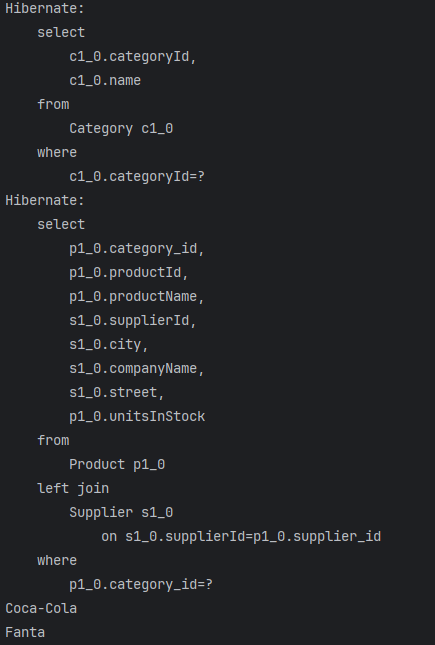 Hibernate:
select
c1_0.categoryId,
c1_0.name
from
Category c1_0
where
c1_0.categoryId=?
Hibernate:
select
p1_0.category_id,
p1_0.productId,
p1_0.productName,
s1_0.supplierId,
s1_0.city,
s1_0.companyName,
s1_0.street,
p1_0.unitsInStock
from
Product p1_0
left join
Supplier s1_0
on s1_0.supplierId=p1_0.supplier_id
where
p1_0.category_id=?
Coca-Cola
Fanta